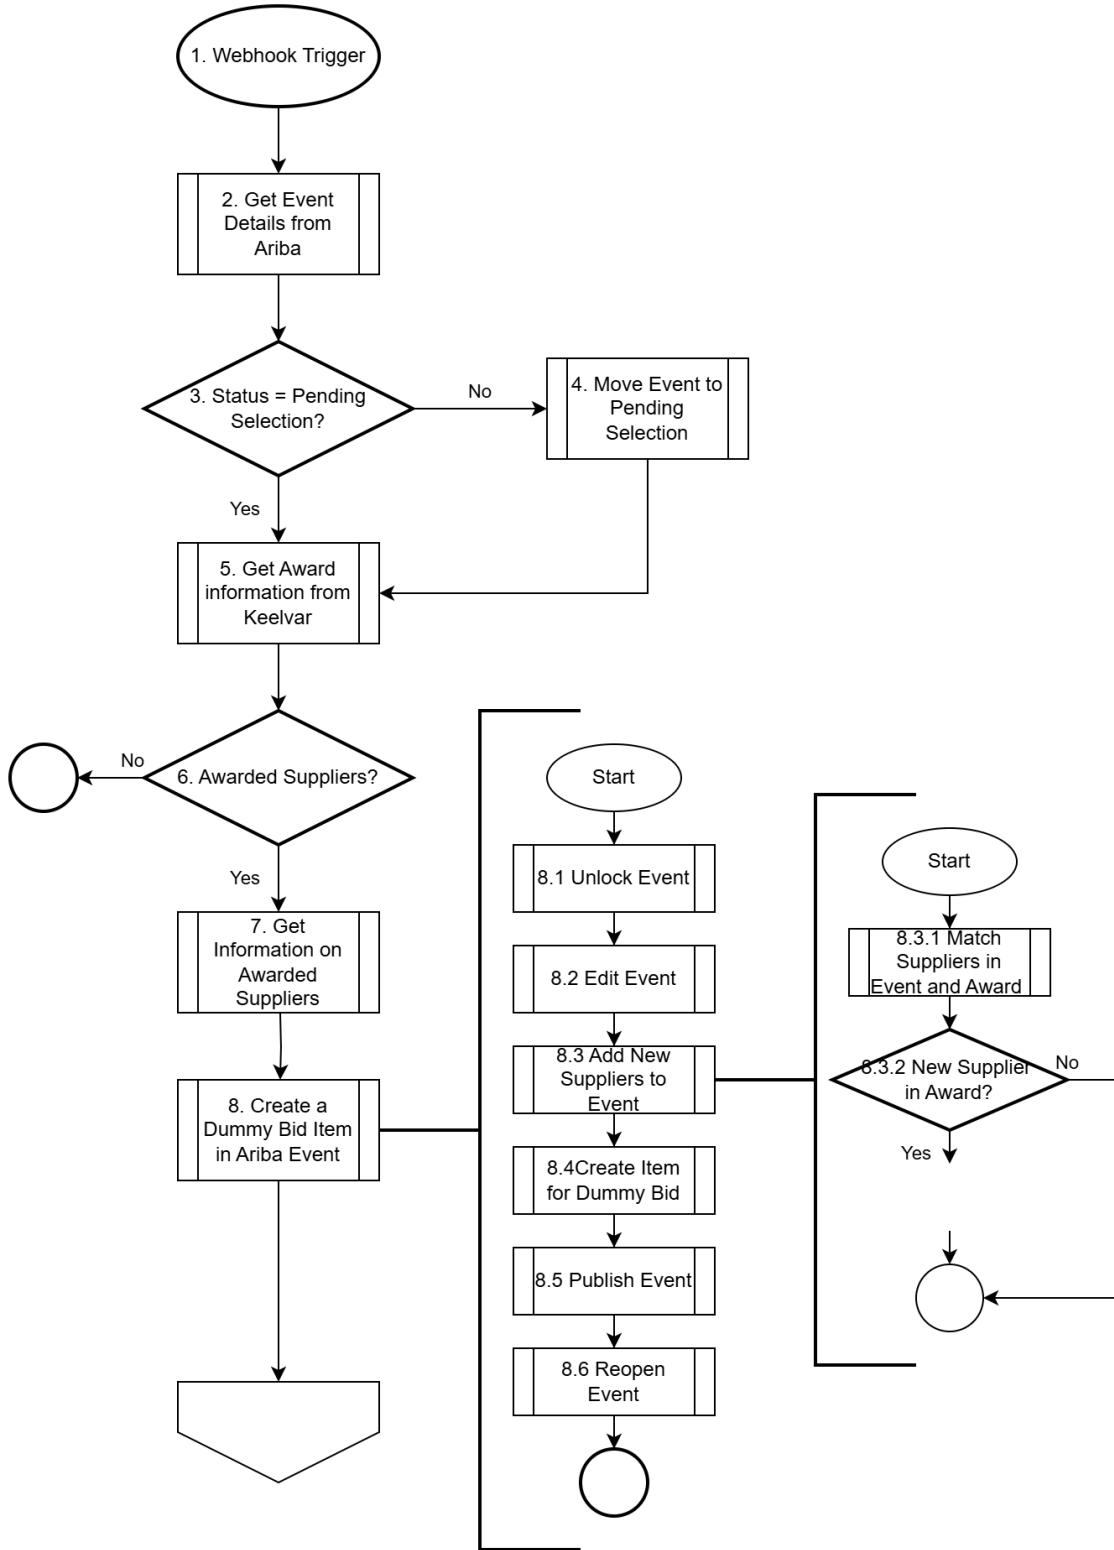 1. Webhook Trigger
2. Get Event
Details from
Ariba
3. Status = Pending
Selection?
No
4. Move Event to
Pending
Selection
Yes
5. Get Award
information from
Keelvar
6. Awarded Suppliers?
No
Yes
7. Get
Information on
Awarded
Suppliers
8. Create a
Dummy Bid Item
in Ariba Event
Start
8.1 Unlock Event
8.2 Edit Event
8.3 Add New
Suppliers to
Event
8.4Create Item
for Dummy Bid
8.5 Publish Event
8.6 Reopen
Event
Start
8.3.1 Match
Suppliers in
Event and Award
8.3.2 New Supplier
in Award?
No
Yes